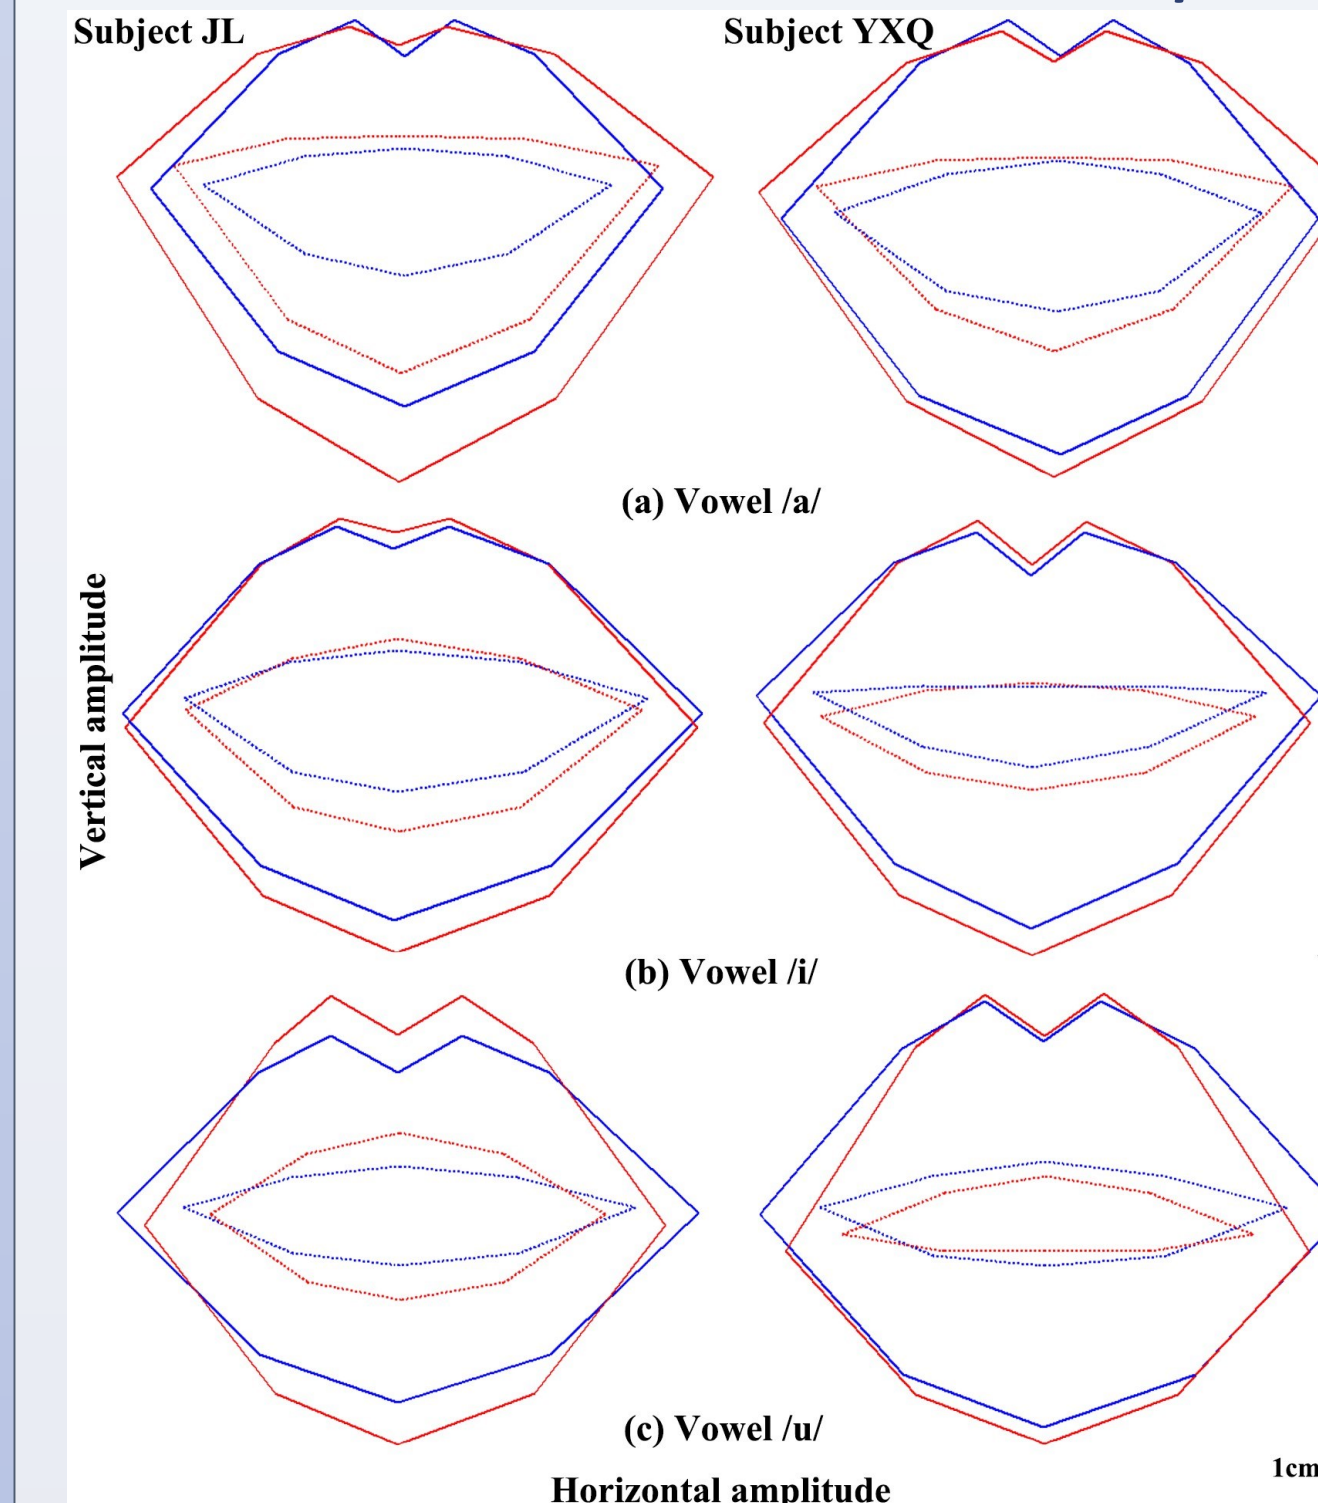 Subject JL
Subject YXQ
(a) Vowel /a/
Vertical amplitude
(b) Vowel /i/
(c) Vowel /u/
1cm
Horizontal amplitude